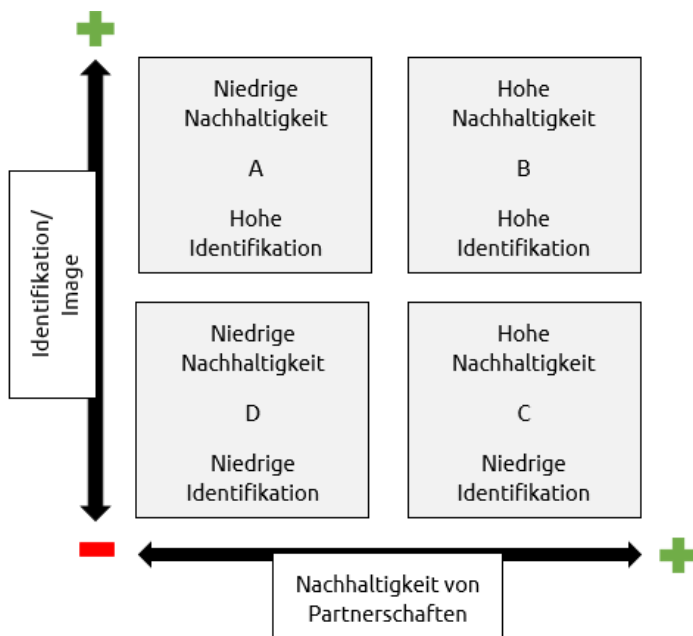 Identifikation/
Image
Niedrige
Nachhaltigkeit
A
Hohe
Identifikation
Hohe
Nachhaltigkeit
B
Hohe
Identifikation
Niedrige
Nachhaltigkeit
D
Niedrige
Identifikation
Hohe
Nachhaltigkeit
C
Niedrige
Identifikation
Nachhaltigkeit von
Partnerschaften